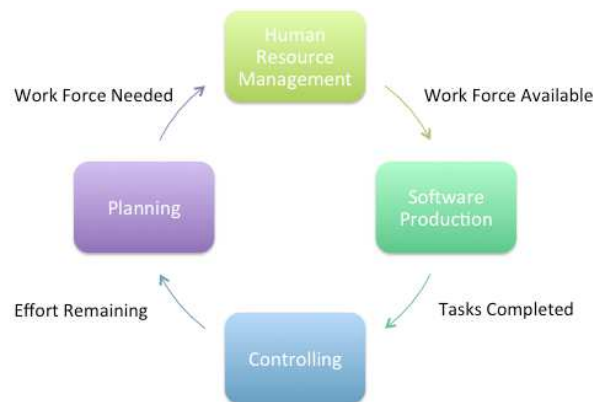 Human
Resource
Management
Work Force Needed
Work Force Available
Planning
Software
Production
Effort Remaining
Tasks Completed
Controlling